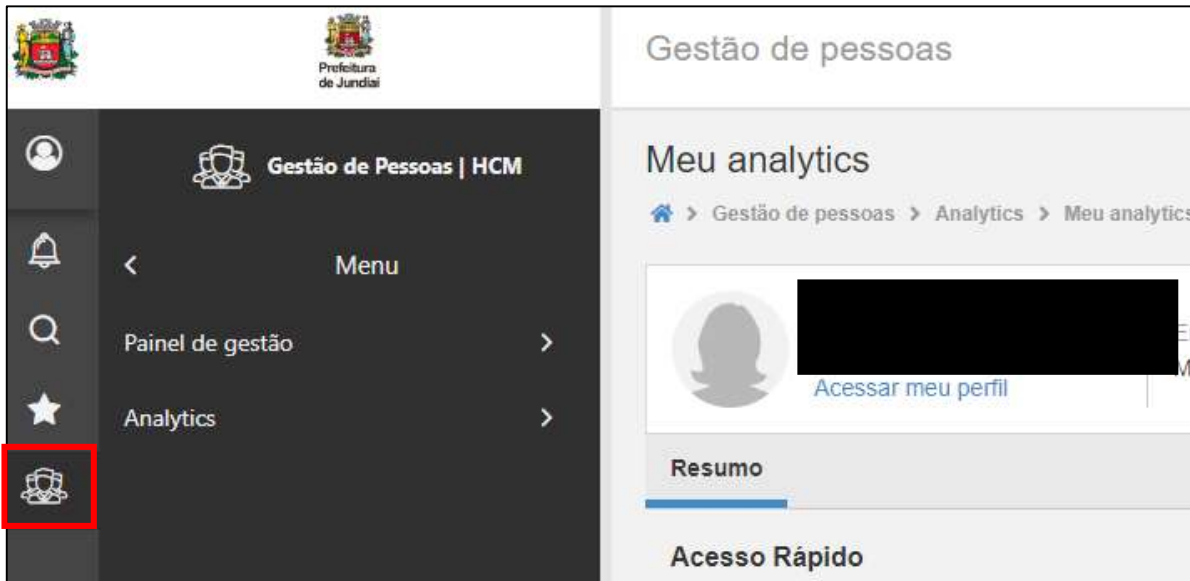 Prefeitura
de Jundiaí
Gestão de pessoas
Gestão de Pessoas | HCM
Menu
Painel de gestão
Analytics
Meu analytics
Gestão de pessoas > Analytics > Meu analytics
Acessar meu perfil
Resumo
Acesso Rápido